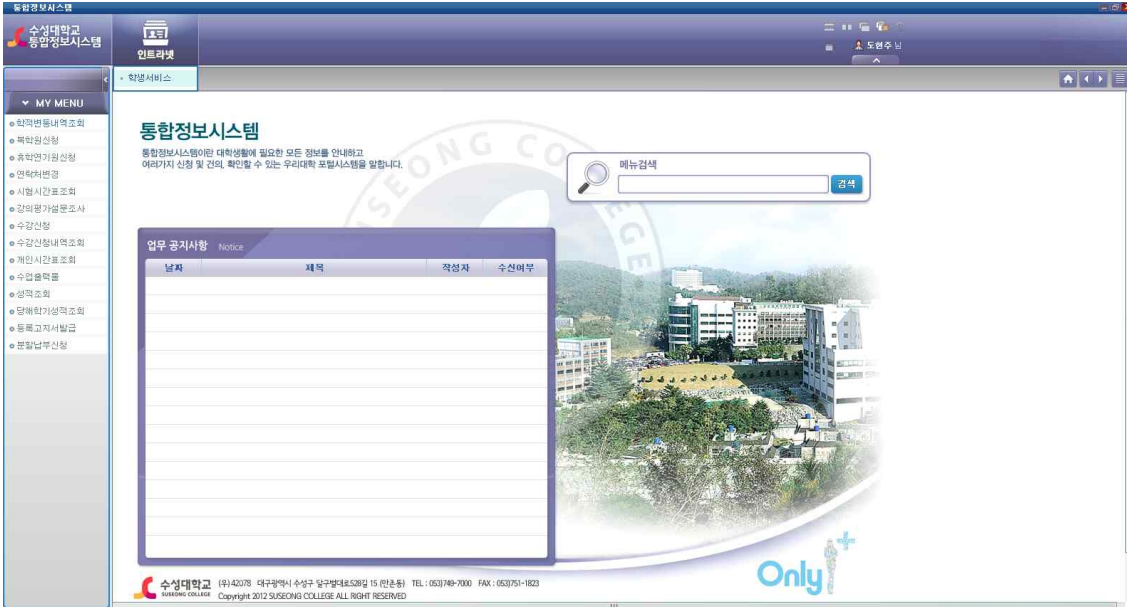 통합정보시스템
수성대학교
통합정보시스템
인트라넷
도현주 님
학생서비스
MY MENU
학적변동내역조회
복학원신청
휴학연기원신청
연락처변경
시험시간표조회
강의평가설문조사
수강신청
수강신청내역조회
개인시간표조회
수업출력물
성적조회
당해학기성적조회
등록고지서발급
분할납부신청
통합정보시스템
통합정보시스템이란 대학생활에 필요한 모든 정보를 안내하고
여러가지 신청 및 건의, 확인할 수 있는 우리대학 포털시스템을 말합니다.
SUSEONG COLLEGE
메뉴검색
검색
업무 공지사항 Notice
날짜 제목 작성자 수신여부
Only
수성대학교 (우)42078 대구광역시 수성구 달구벌대로528길 15 (만촌동) TEL : 053)749-7000 FAX : 053)751-1823
SUSEONG COLLEGE Copyright 2012 SUSEONG COLLEGE ALL RIGHT RESERVED